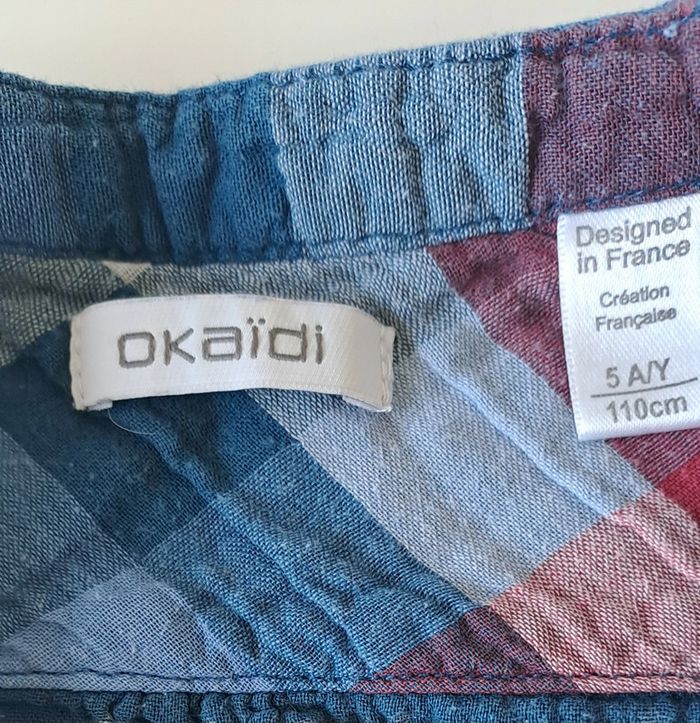 okaïdi
Designed
in France
Création
Française
5 A/Y
110cm